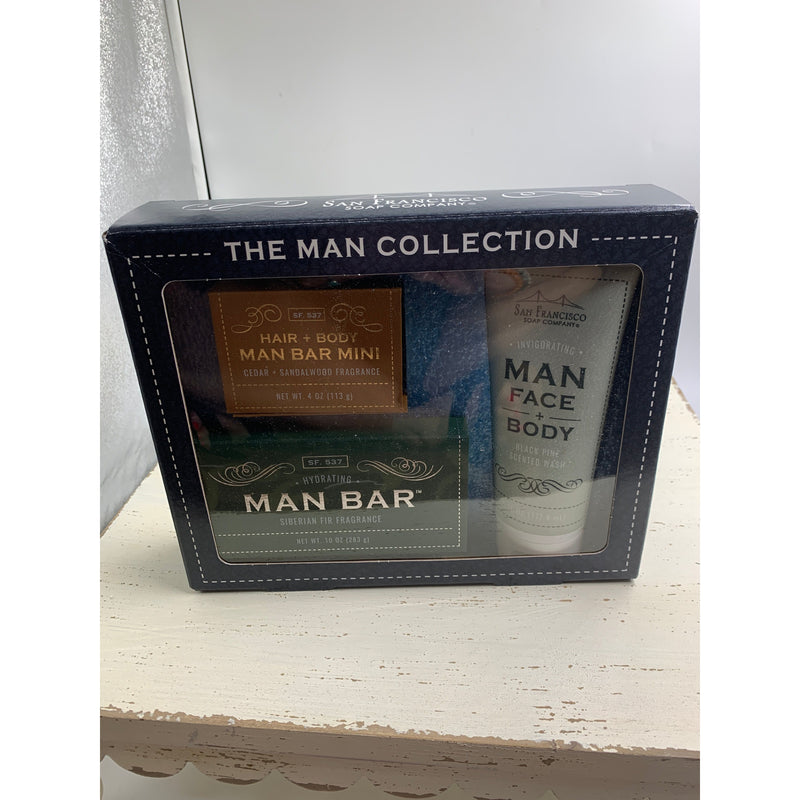 SAN FRANCISCO
SOAP COMPANY®
THE MAN COLLECTION
SF. 537
HAIR + BODY
MAN BAR MINI
CEDAR • SANDALWOOD FRAGRANCE
NET WT. 4 OZ (113 g)
SF. 537
• HYDRATING •
MAN BAR™
SIBERIAN FIR FRAGRANCE
NET WT. 10 OZ (283 g)
SAN FRANCISCO
SOAP COMPANY®
• INVIGORATING •
MAN
FACE
+
BODY
BLACK PINE
SCENTED WASH